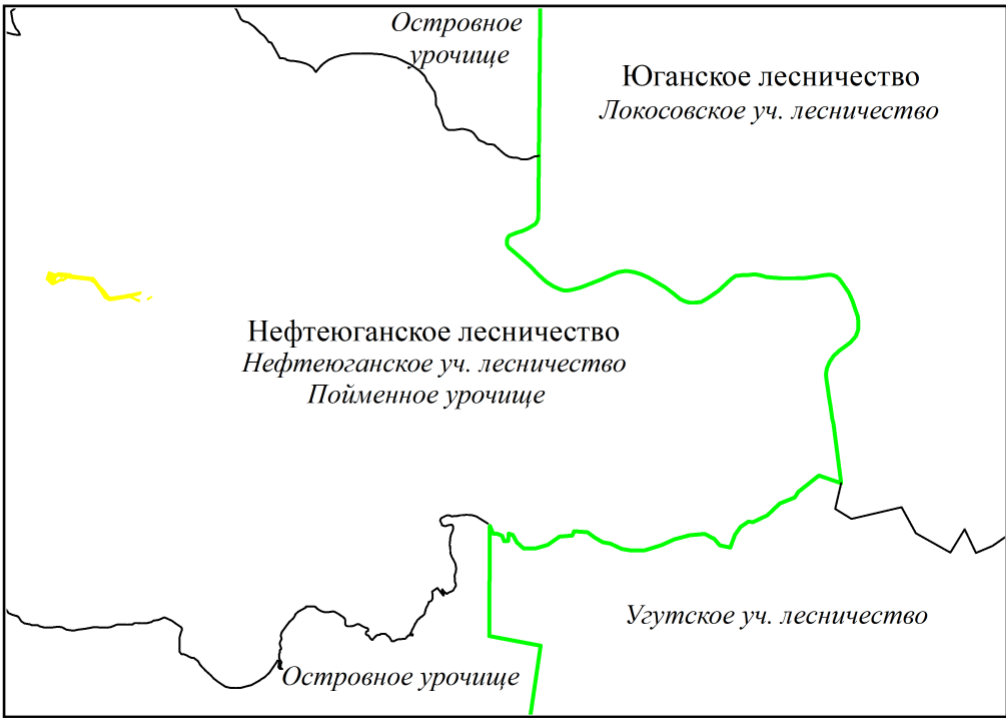 Островное
урочище
Юганское лесничество
Локосовское уч. лесничество
Нефтеюганское лесничество
Нефтеюганское уч. лесничество
Пойменное урочище
Угутское уч. лесничество
Островное урочище